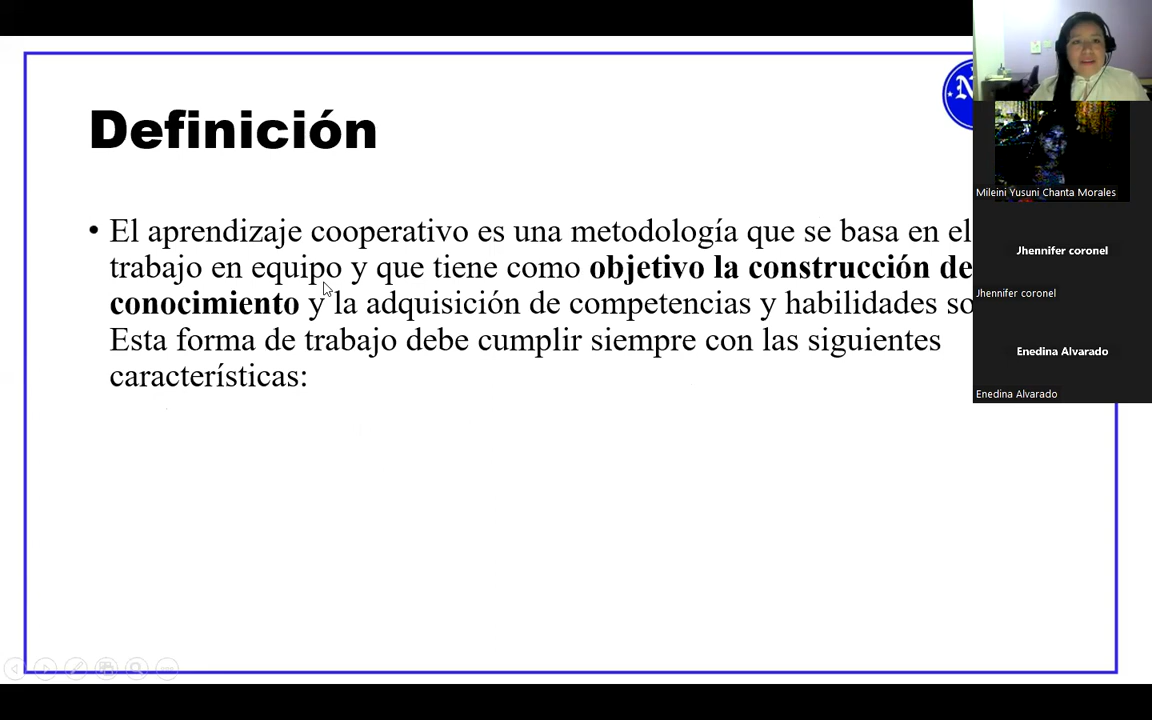 Definición
• El aprendizaje cooperativo es una metodología que se basa en el
trabajo en equipo y que tiene como objetivo la construcción de
conocimiento y la adquisición de competencias y habilidades so
Esta forma de trabajo debe cumplir siempre con las siguientes
características:
N
Mileini Yusuni Chanta Morales
Jhennifer coronel
Jhennifer coronel
Enedina Alvarado
Enedina Alvarado